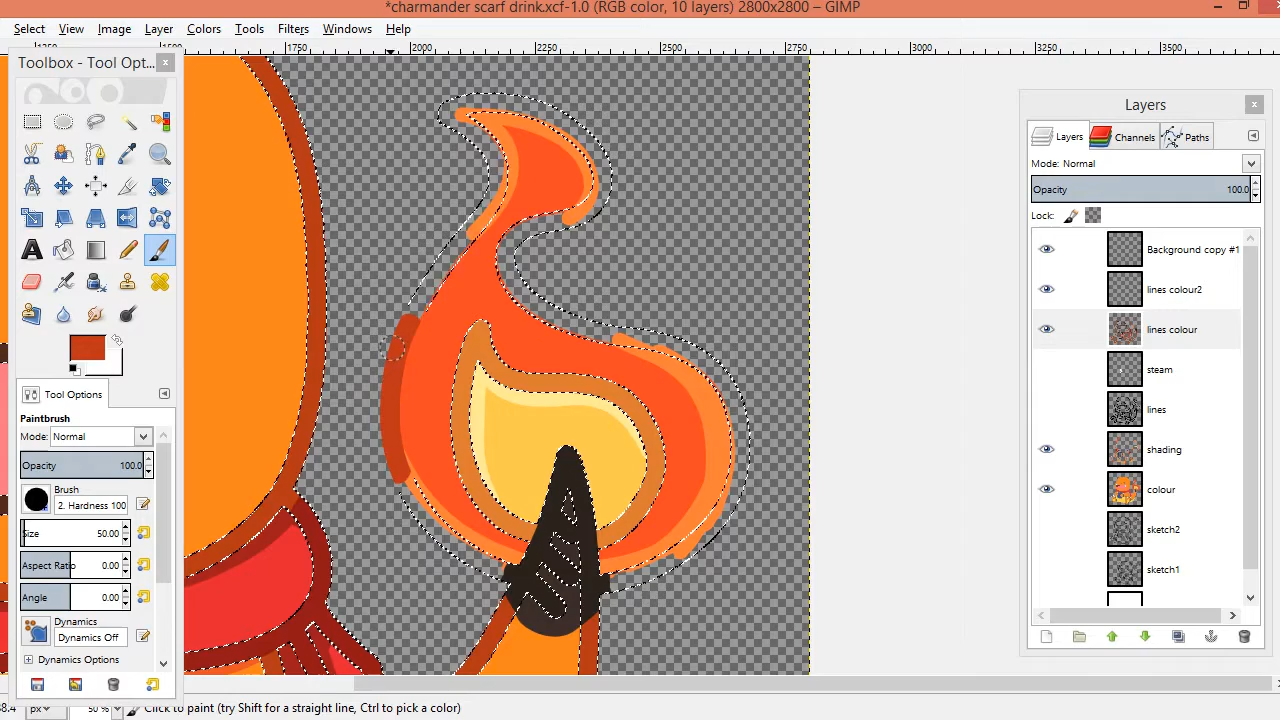 *charmander scarf drink.xcf-1.0 (RGB color, 10 layers) 2800x2800 – GIMP
Select View Image Layer Colors Tools Filters Windows Help
1750 2000 2250 2500 2750 3000 3250 3500
Toolbox - Tool Opt...
Layers
Layers Channels Paths
Mode: Normal
Opacity 100.0
Lock:
Background copy #1
lines colour2
lines colour
steam
lines
shading
colour
sketch2
sketch1
Tool Options
Paintbrush
Mode: Normal
Opacity 100.0
Brush
2. Hardness 100
Size 50.00
Aspect Ratio 0.00
Angle 0.00
Dynamics
Dynamics Off
Dynamics Options
8.4 px 50 % Click to paint (try Shift for a straight line, Ctrl to pick a color)